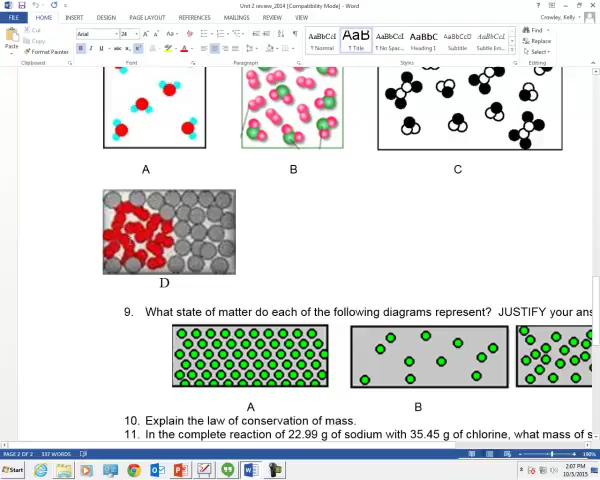 Unit 2 review_2014 [Compatibility Mode] - Word
FILE HOME INSERT DESIGN PAGE LAYOUT REFERENCES MAILINGS REVIEW VIEW
Crowley, Kelly
Cut
Copy
Format Painter
Paste
Arial 24
AaBbCcI AaBl AaBbCcI AaBbC AaBbCcD AaBbCcI
¶ Normal ¶ Title ¶ No Spac... Heading 1 Subtitle Subtle Em...
Find
Replace
Select
Clipboard Font Paragraph Styles Editing
A B C
D
9. What state of matter do each of the following diagrams represent? JUSTIFY your ans
A B
10. Explain the law of conservation of mass.
11. In the complete reaction of 22.99 g of sodium with 35.45 g of chlorine, what mass of s
PAGE 2 OF 2 337 WORDS
190%
Start
2:07 PM
10/5/2015